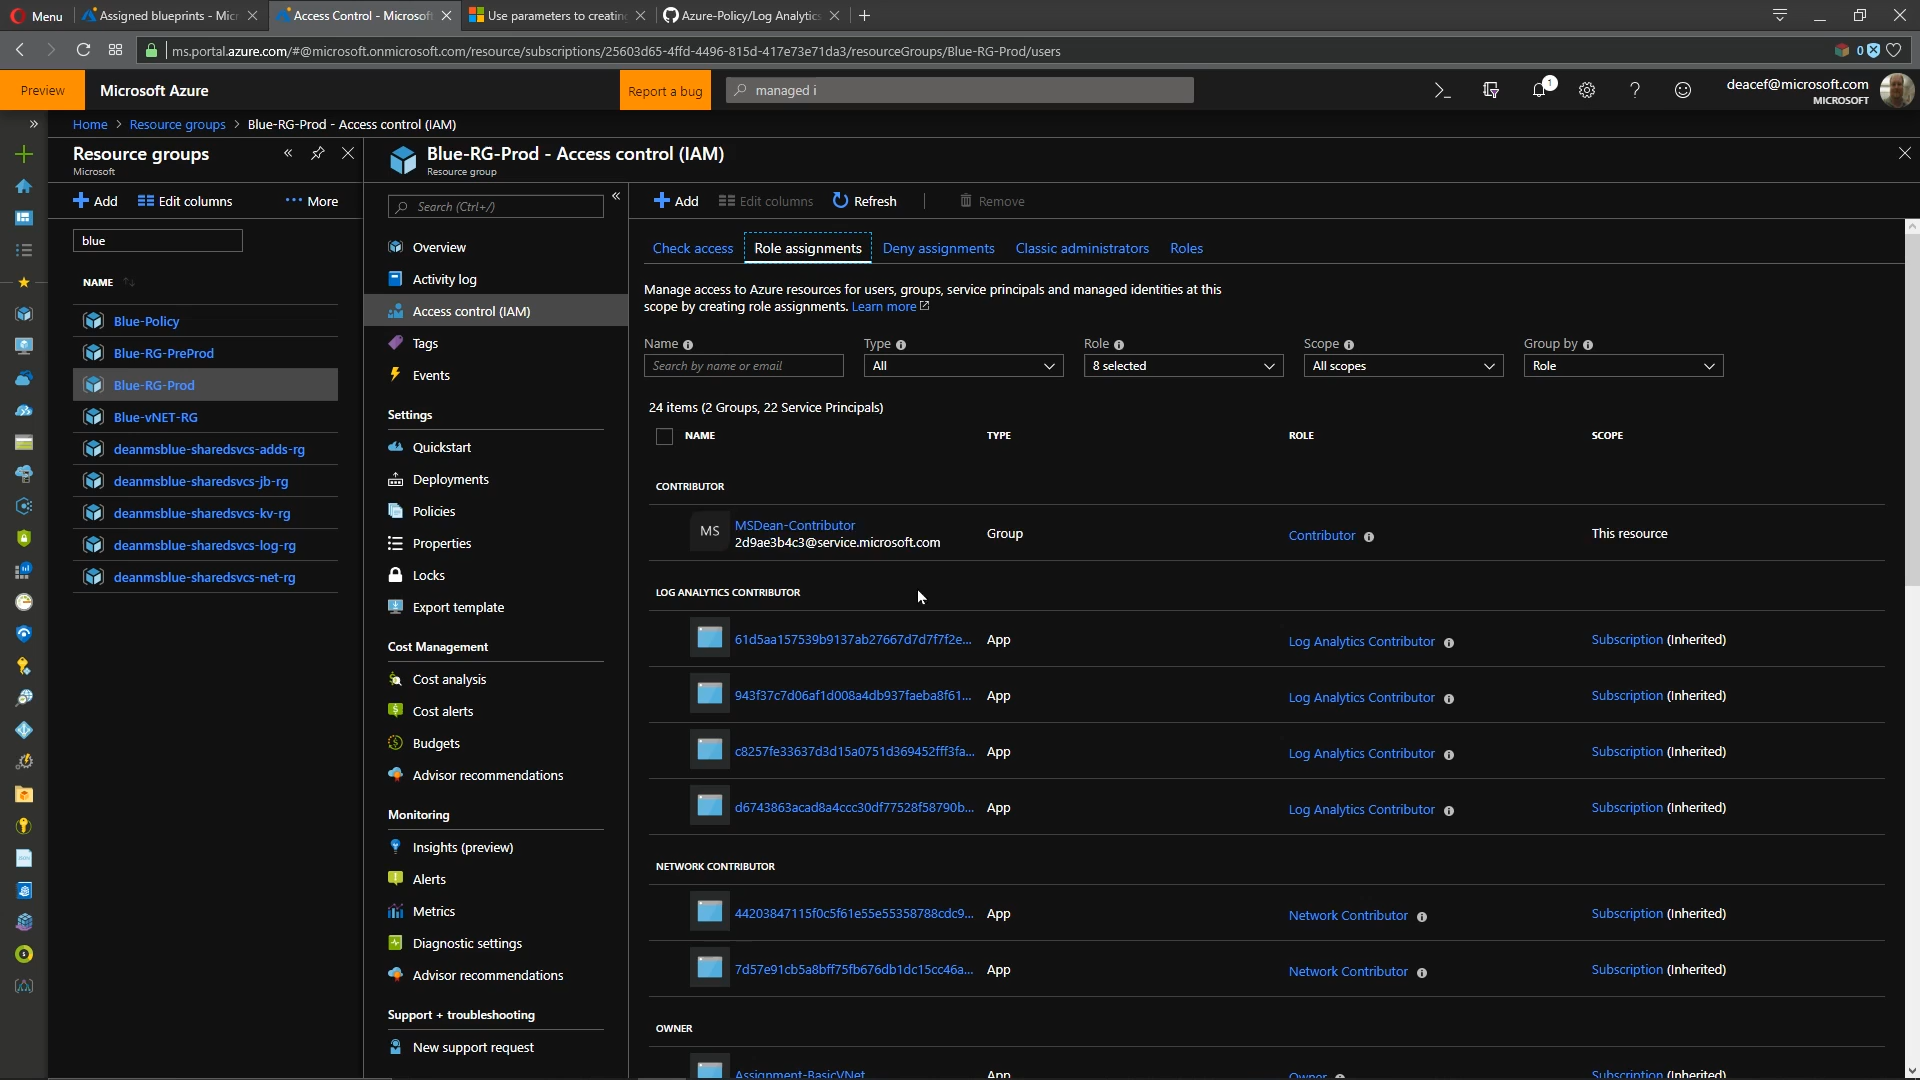 Menu
Assigned blueprints - Mic
Access Control - Microsoft
Use parameters to creatin
Azure-Policy/Log Analytics
ms.portal.azure.com/#@microsoft.onmicrosoft.com/resource/subscriptions/25603d65-4ffd-4496-815d-417e73e71da3/resourceGroups/Blue-RG-Prod/users
0
Preview
Microsoft Azure
Report a bug
managed i
1
deacef@microsoft.com
MICROSOFT
Home > Resource groups > Blue-RG-Prod - Access control (IAM)
Resource groups
Microsoft
Add
Edit columns
More
blue
NAME
Blue-Policy
Blue-RG-PreProd
Blue-RG-Prod
Blue-vNET-RG
deanmsblue-sharedsvcs-adds-rg
deanmsblue-sharedsvcs-jb-rg
deanmsblue-sharedsvcs-kv-rg
deanmsblue-sharedsvcs-log-rg
deanmsblue-sharedsvcs-net-rg
Blue-RG-Prod - Access control (IAM)
Resource group
Search (Ctrl+/)
Overview
Activity log
Access control (IAM)
Tags
Events
Settings
Quickstart
Deployments
Policies
Properties
Locks
Export template
Cost Management
Cost analysis
Cost alerts
Budgets
Advisor recommendations
Monitoring
Insights (preview)
Alerts
Metrics
Diagnostic settings
Advisor recommendations
Support + troubleshooting
New support request
Add
Edit columns
Refresh
Remove
Check access
Role assignments
Deny assignments
Classic administrators
Roles
Manage access to Azure resources for users, groups, service principals and managed identities at this
scope by creating role assignments. Learn more
Name
Type
Role
Scope
Group by
Search by name or email
All
8 selected
All scopes
Role
24 items (2 Groups, 22 Service Principals)
NAME TYPE ROLE SCOPE
CONTRIBUTOR
MS
MSDean-Contributor
2d9ae3b4c3@service.microsoft.com
Group
Contributor
This resource
LOG ANALYTICS CONTRIBUTOR
61d5aa157539b9137ab27667d7d7f7f2e... App Log Analytics Contributor Subscription (Inherited)
943f37c7d06af1d008a4db937faeba8f61... App Log Analytics Contributor Subscription (Inherited)
c8257fe33637d3d15a0751d369452fff3fa... App Log Analytics Contributor Subscription (Inherited)
d6743863acad8a4ccc30df77528f58790b... App Log Analytics Contributor Subscription (Inherited)
NETWORK CONTRIBUTOR
44203847115f0c5f61e55e55358788cdc9... App Network Contributor Subscription (Inherited)
7d57e91cb5a8bff75fb676db1dc15cc46a... App Network Contributor Subscription (Inherited)
OWNER
Assignment-BasicVNet App Owner Subscription (Inherited)